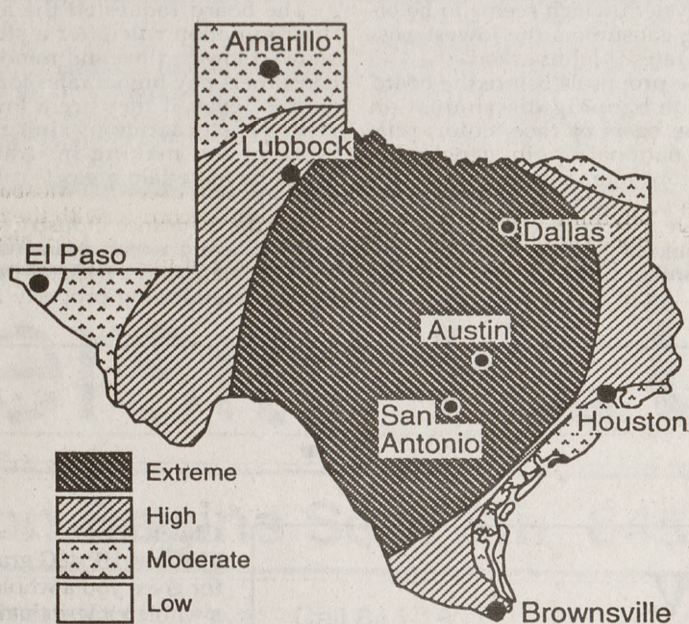 Amarillo
Lubbock
El Paso
Dallas
Austin
San
Antonio
Houston
Extreme
High
Moderate
Low
Brownsville